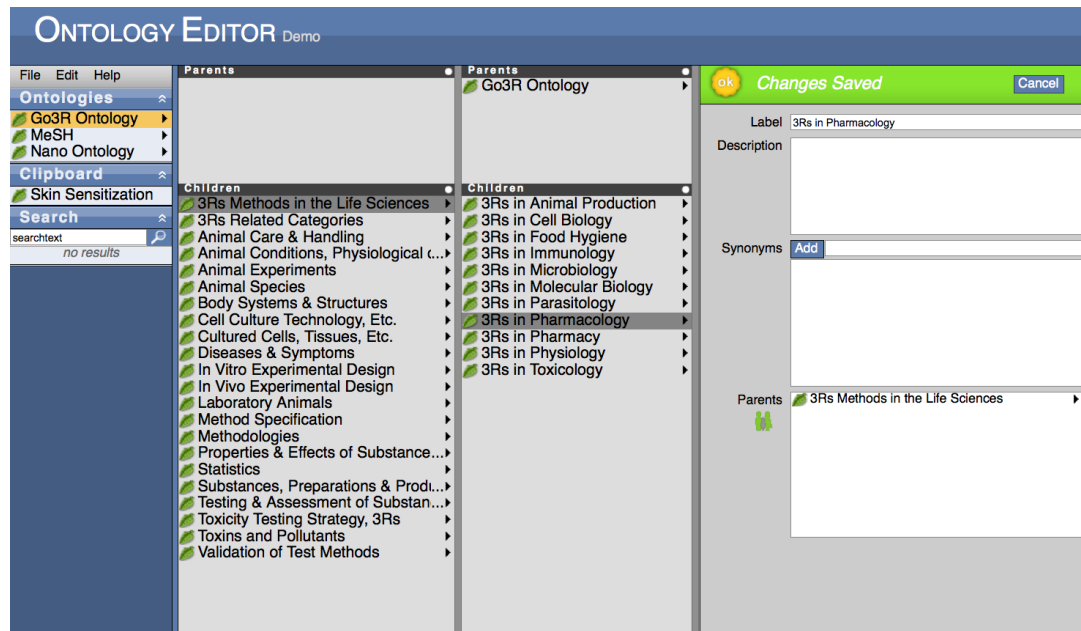 ONTOLOGY EDITOR Demo
File Edit Help
Ontologies
Go3R Ontology
MeSH
Nano Ontology
Clipboard
Skin Sensitization
Search
searchtext
no results
Parents
Children
3Rs Methods in the Life Sciences
3Rs Related Categories
Animal Care & Handling
Animal Conditions, Physiological (...
Animal Experiments
Animal Species
Body Systems & Structures
Cell Culture Technology, Etc.
Cultured Cells, Tissues, Etc.
Diseases & Symptoms
In Vitro Experimental Design
In Vivo Experimental Design
Laboratory Animals
Method Specification
Methodologies
Properties & Effects of Substance...
Statistics
Substances, Preparations & Produ...
Testing & Assessment of Substan...
Toxicity Testing Strategy, 3Rs
Toxins and Pollutants
Validation of Test Methods
Parents
Go3R Ontology
Children
3Rs in Animal Production
3Rs in Cell Biology
3Rs in Food Hygiene
3Rs in Immunology
3Rs in Microbiology
3Rs in Molecular Biology
3Rs in Parasitology
3Rs in Pharmacology
3Rs in Pharmacy
3Rs in Physiology
3Rs in Toxicology
ok Changes Saved Cancel
Label 3Rs in Pharmacology
Description
Synonyms Add
Parents 3Rs Methods in the Life Sciences